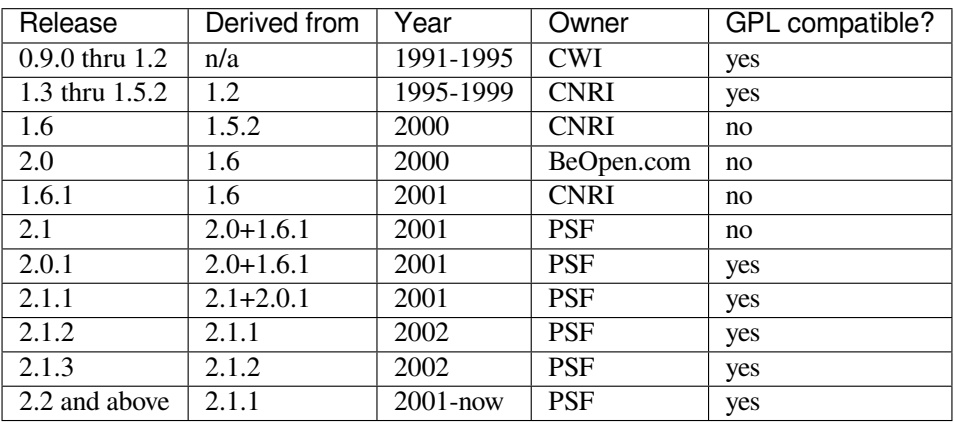 Release Derived from Year Owner GPL compatible?
0.9.0 thru 1.2 n/a 1991-1995 CWI yes
1.3 thru 1.5.2 1.2 1995-1999 CNRI yes
1.6 1.5.2 2000 CNRI no
2.0 1.6 2000 BeOpen.com no
1.6.1 1.6 2001 CNRI no
2.1 2.0+1.6.1 2001 PSF no
2.0.1 2.0+1.6.1 2001 PSF yes
2.1.1 2.1+2.0.1 2001 PSF yes
2.1.2 2.1.1 2002 PSF yes
2.1.3 2.1.2 2002 PSF yes
2.2 and above 2.1.1 2001-now PSF yes